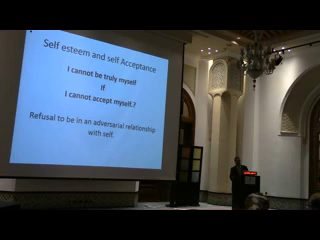 Self esteem and self Acceptance
I cannot be truly myself
If
I cannot accept myself.?
Refusal to be in an adversarial relationship
with self.